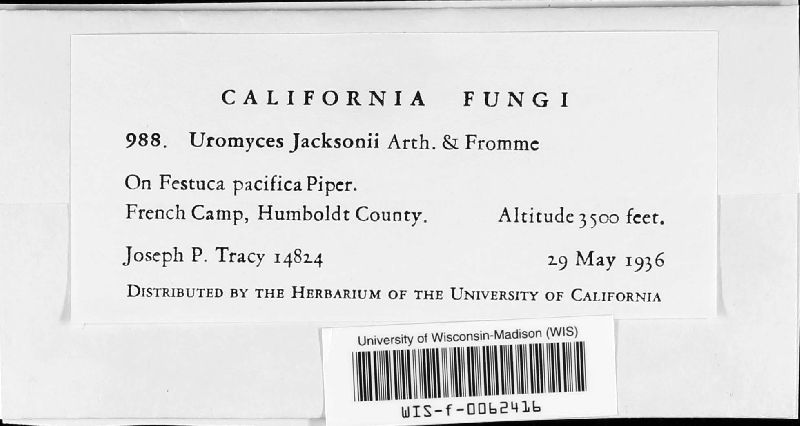 CALIFORNIA FUNGI
988. Uromyces Jacksonii Arth. & Fromme
On Festuca pacifica Piper.
French Camp, Humboldt County. Altitude 3500 feet.
Joseph P. Tracy 14824 29 May 1936
DISTRIBUTED BY THE HERBARIUM OF THE UNIVERSITY OF CALIFORNIA
University of Wisconsin-Madison (WIS)
WIS-f-0062416